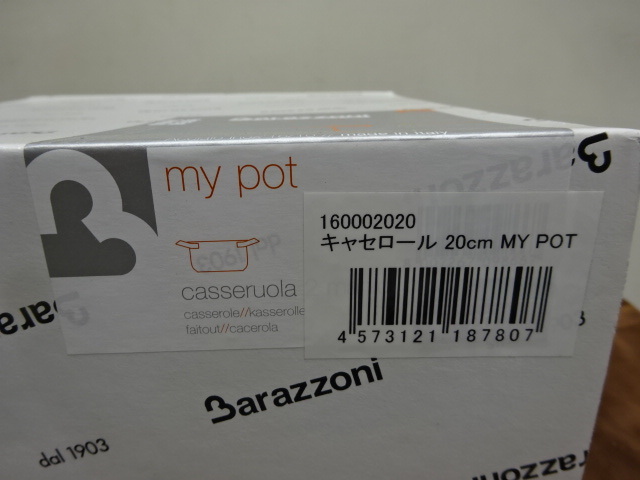 my pot
casseruola
casserole//kasserolle
faitout//cacerola
160002020
キャセロール 20cm MY POT
4 573121 187807
Barazzoni
Barazzoni
dal 1903